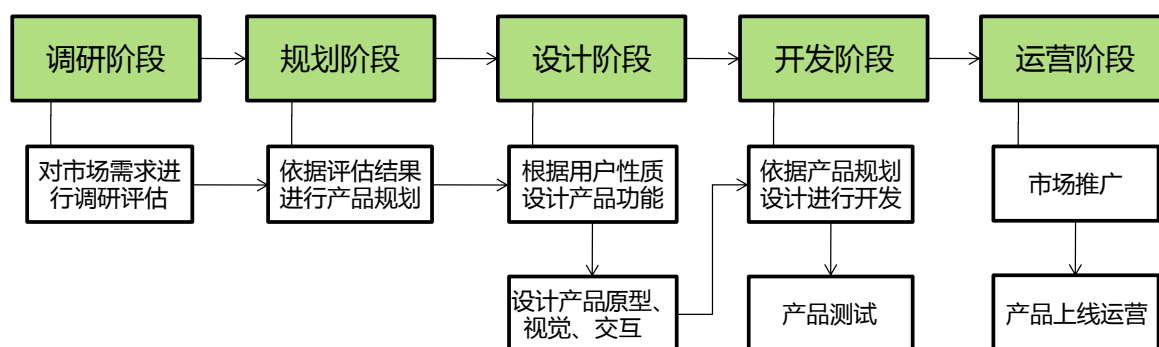 调研阶段
规划阶段
设计阶段
开发阶段
运营阶段
对市场需求进
行调研评估
依据评估结果
进行产品规划
根据用户性质
设计产品功能
依据产品规划
设计进行开发
市场推广
设计产品原型、
视觉、交互
产品测试
产品上线运营